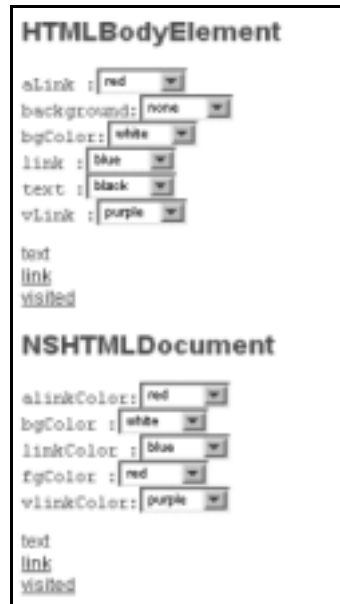 HTMLBodyElement
aLink : red
background: none
bgColor: white
link : blue
text : black
vLink : purple
text
link
visited
NSHTMLDocument
alinkColor: red
bgColor : white
linkColor : blue
fgColor : red
vlinkColor: purple
text
link
visited